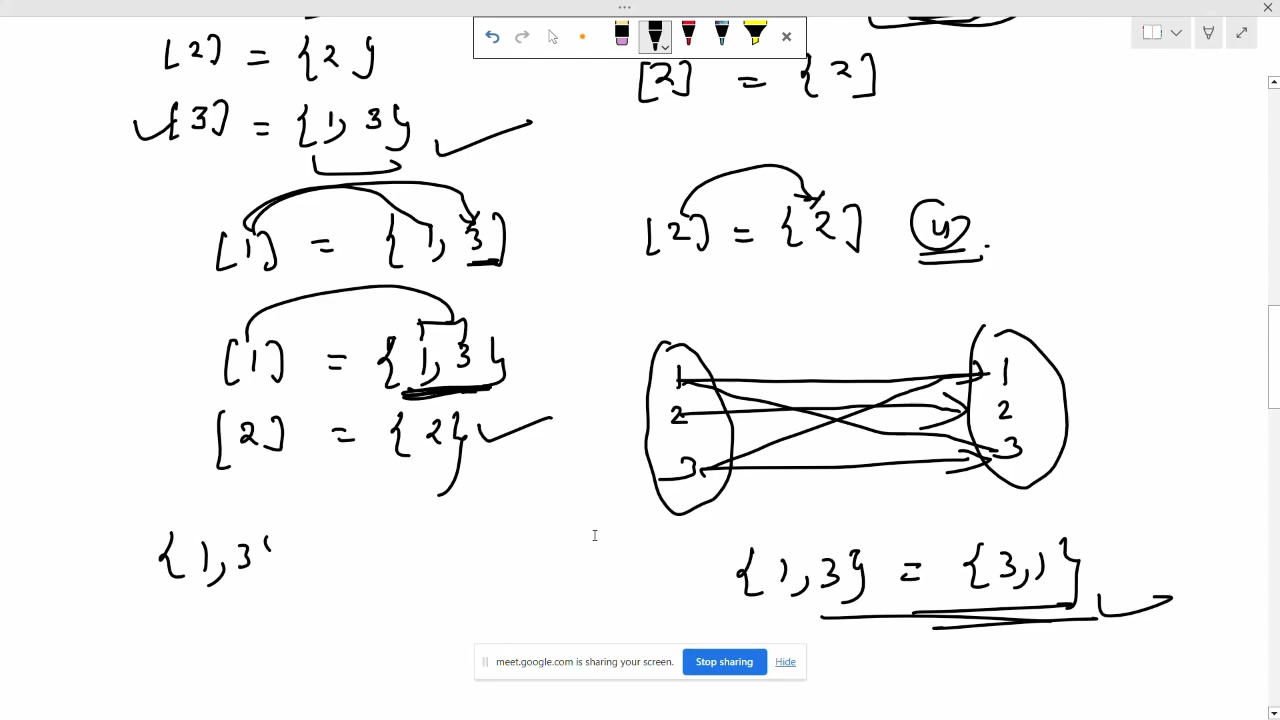 [2] = {2}
[2] = {2]
[3] = {1, 3}
[1] = {1, 3]
[2] = {2]
[1] = {1, 3}
[2] = {2}
1 1
2 2
3 3
{1, 3
{1, 3} = {3, 1}
meet.google.com is sharing your screen. Stop sharing Hide